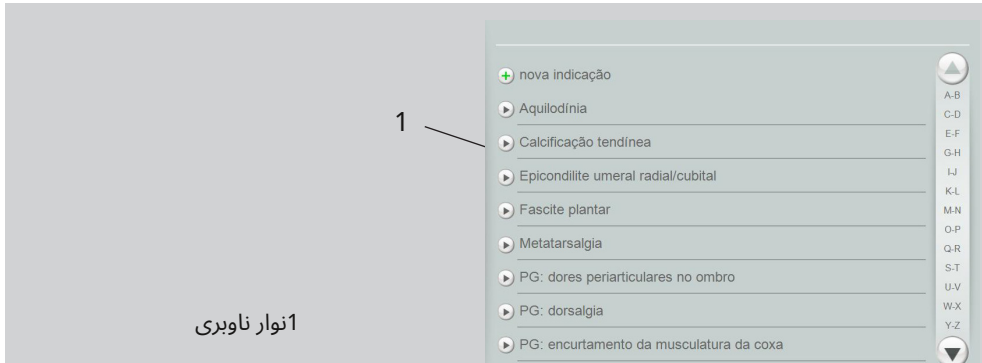 nova indicação
Aquilodínia
1
Calcificação tendínea
Epicondilite umeral radial/cubital
Fascite plantar
Metatarsalgia
PG: dores periarticulares no ombro
PG: dorsalgia
PG: encurtamento da musculatura da coxa
A-B
C-D
E-F
G-H
I-J
K-L
M-N
O-P
Q-R
S-T
U-V
W-X
Y-Z
1نوار ناوبری